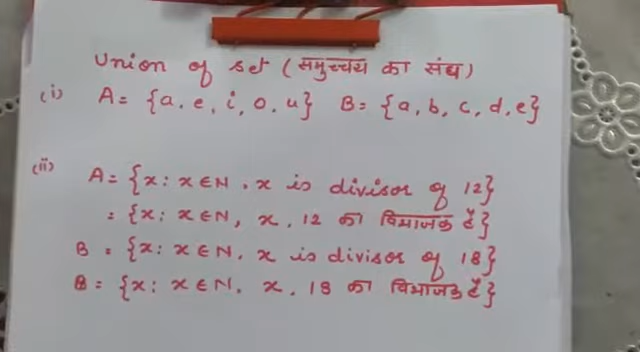 Union of set (समुच्चय का संघ)
(i) A = {a, e, i, o, u} B = {a, b, c, d, e}
(ii) A = {x : x ∈ N, x is divisor of 12}
= {x : x ∈ N, x, 12 का विभाजक है}
B = {x : x ∈ N, x is divisor of 18}
B = {x : x ∈ N, x, 18 का विभाजक है}